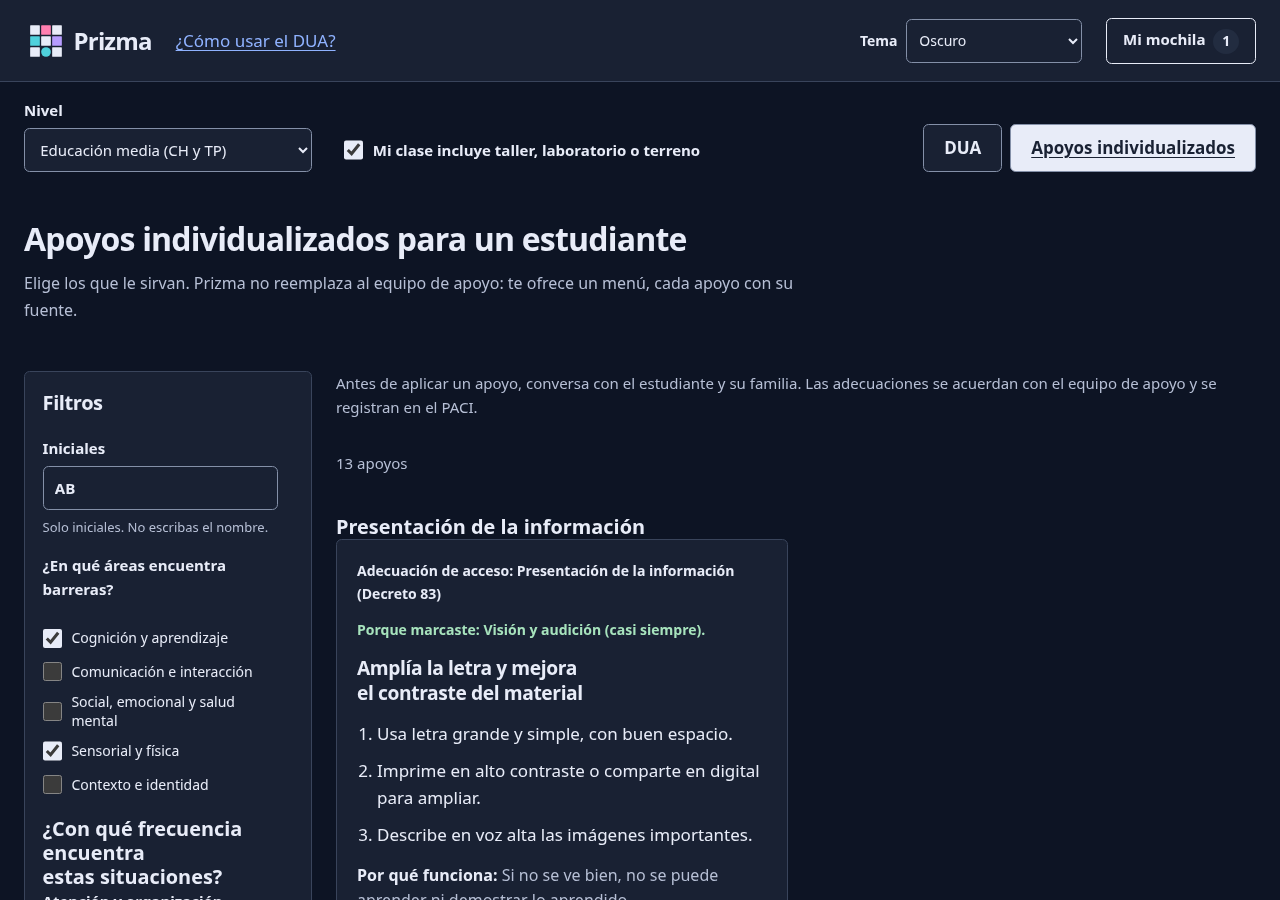 Prizma
¿Cómo usar el DUA?
Tema
Oscuro
Mi mochila 1
Nivel
Educación media (CH y TP)
Mi clase incluye taller, laboratorio o terreno
DUA
Apoyos individualizados
Apoyos individualizados para un estudiante
Elige los que le sirvan. Prizma no reemplaza al equipo de apoyo: te ofrece un menú, cada apoyo con su
fuente.
Filtros
Iniciales
AB
Solo iniciales. No escribas el nombre.
¿En qué áreas encuentra
barreras?
Cognición y aprendizaje
Comunicación e interacción
Social, emocional y salud
mental
Sensorial y física
Contexto e identidad
¿Con qué frecuencia
encuentra
estas situaciones?
Atención y organización
Antes de aplicar un apoyo, conversa con el estudiante y su familia. Las adecuaciones se acuerdan con el equipo de apoyo y se
registran en el PACI.
13 apoyos
Presentación de la información
Adecuación de acceso: Presentación de la información
(Decreto 83)
Porque marcaste: Visión y audición (casi siempre).
Amplía la letra y mejora
el contraste del material
1. Usa letra grande y simple, con buen espacio.
2. Imprime en alto contraste o comparte en digital
para ampliar.
3. Describe en voz alta las imágenes importantes.
Por qué funciona: Si no se ve bien, no se puede
aprender ni demostrar lo aprendido.